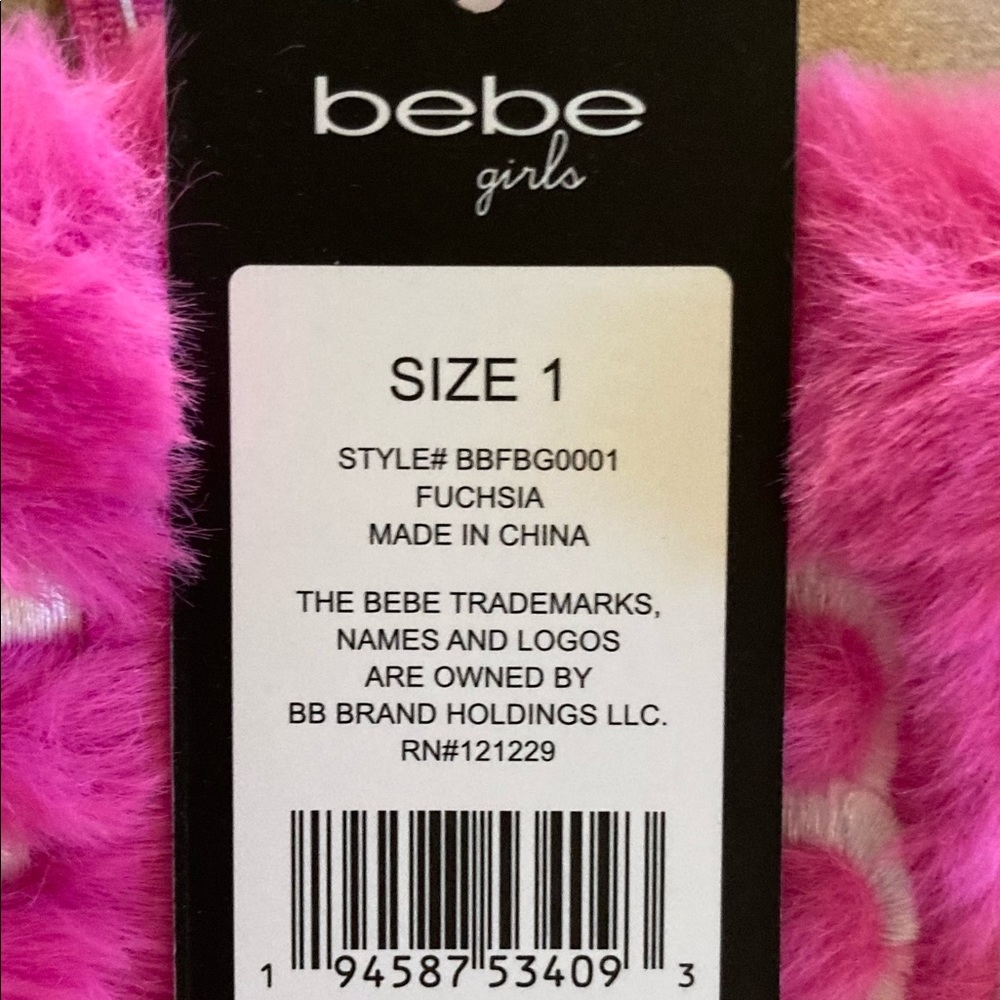 bebe
girls
SIZE 1
STYLE# BBFBG0001
FUCHSIA
MADE IN CHINA
THE BEBE TRADEMARKS,
NAMES AND LOGOS
ARE OWNED BY
BB BRAND HOLDINGS LLC.
RN#121229
1 94587 53409 3